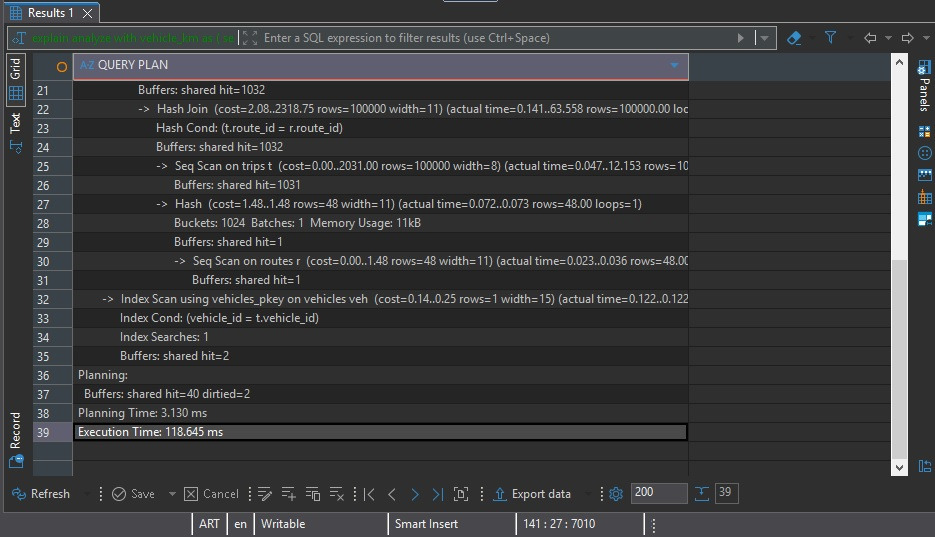 Results 1
explain analyze with vehicle_km as ( se
Enter a SQL expression to filter results (use Ctrl+Space)
Grid
Text
Record
Panels
A-Z QUERY PLAN
21 Buffers: shared hit=1032
22 -> Hash Join (cost=2.08..2318.75 rows=100000 width=11) (actual time=0.141..63.558 rows=100000.00 loo
23 Hash Cond: (t.route_id = r.route_id)
24 Buffers: shared hit=1032
25 -> Seq Scan on trips t (cost=0.00..2031.00 rows=100000 width=8) (actual time=0.047..12.153 rows=10
26 Buffers: shared hit=1031
27 -> Hash (cost=1.48..1.48 rows=48 width=11) (actual time=0.072..0.073 rows=48.00 loops=1)
28 Buckets: 1024 Batches: 1 Memory Usage: 11kB
29 Buffers: shared hit=1
30 -> Seq Scan on routes r (cost=0.00..1.48 rows=48 width=11) (actual time=0.023..0.036 rows=48.00
31 Buffers: shared hit=1
32 -> Index Scan using vehicles_pkey on vehicles veh (cost=0.14..0.25 rows=1 width=15) (actual time=0.122..0.122
33 Index Cond: (vehicle_id = t.vehicle_id)
34 Index Searches: 1
35 Buffers: shared hit=2
36 Planning:
37 Buffers: shared hit=40 dirtied=2
38 Planning Time: 3.130 ms
39 Execution Time: 118.645 ms
Refresh Save Cancel Export data 200 39
ART en Writable Smart Insert 141 : 27 : 7010